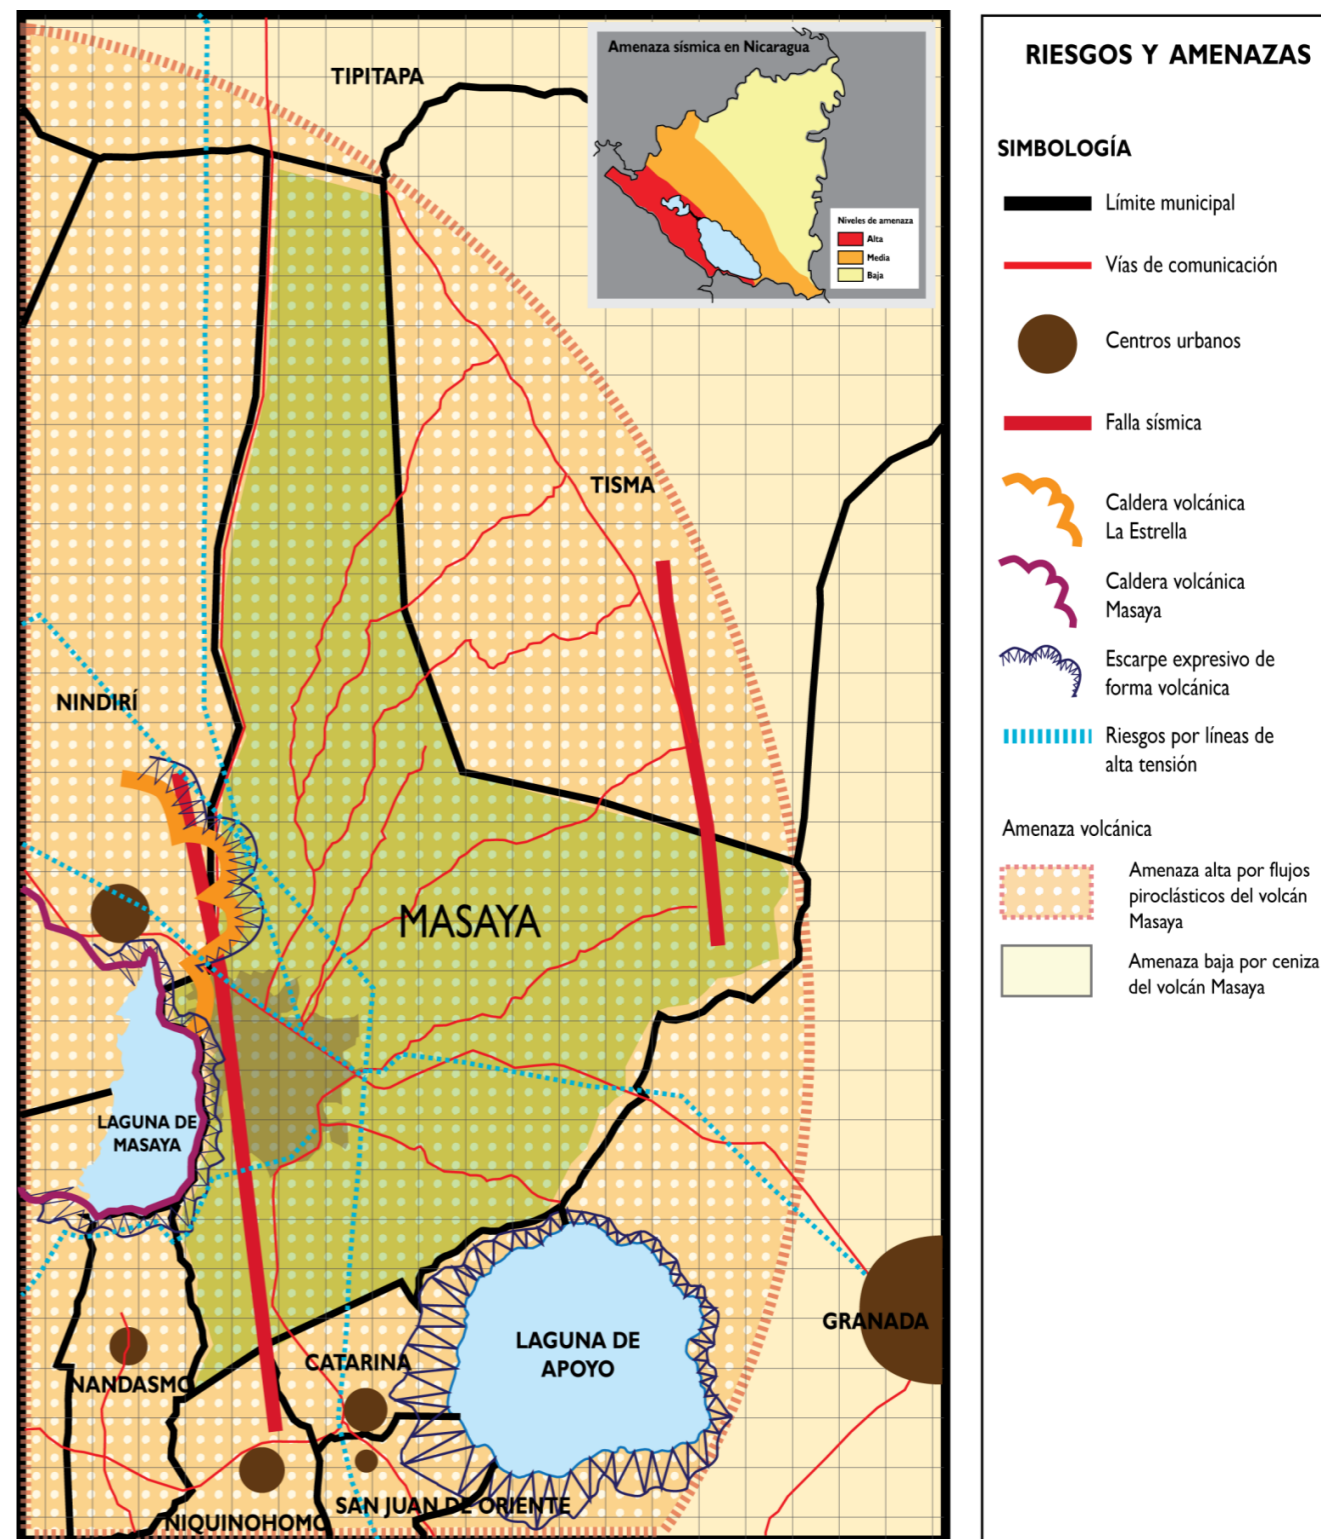 TIPITAPA
Amenaza sísmica en Nicaragua
Niveles de amenaza
Alta
Media
Baja
TISMA
NINDIRÍ
MASAYA
LAGUNA DE
MASAYA
GRANADA
LAGUNA DE
APOYO
CATARINA
NANDASMO
SAN JUAN DE ORIENTE
NIQUINOHOMO
RIESGOS Y AMENAZAS
SIMBOLOGÍA
Límite municipal
Vías de comunicación
Centros urbanos
Falla sísmica
Caldera volcánica
La Estrella
Caldera volcánica
Masaya
Escarpe expresivo de
forma volcánica
Riesgos por líneas de
alta tensión
Amenaza volcánica
Amenaza alta por flujos
piroclásticos del volcán
Masaya
Amenaza baja por ceniza
del volcán Masaya